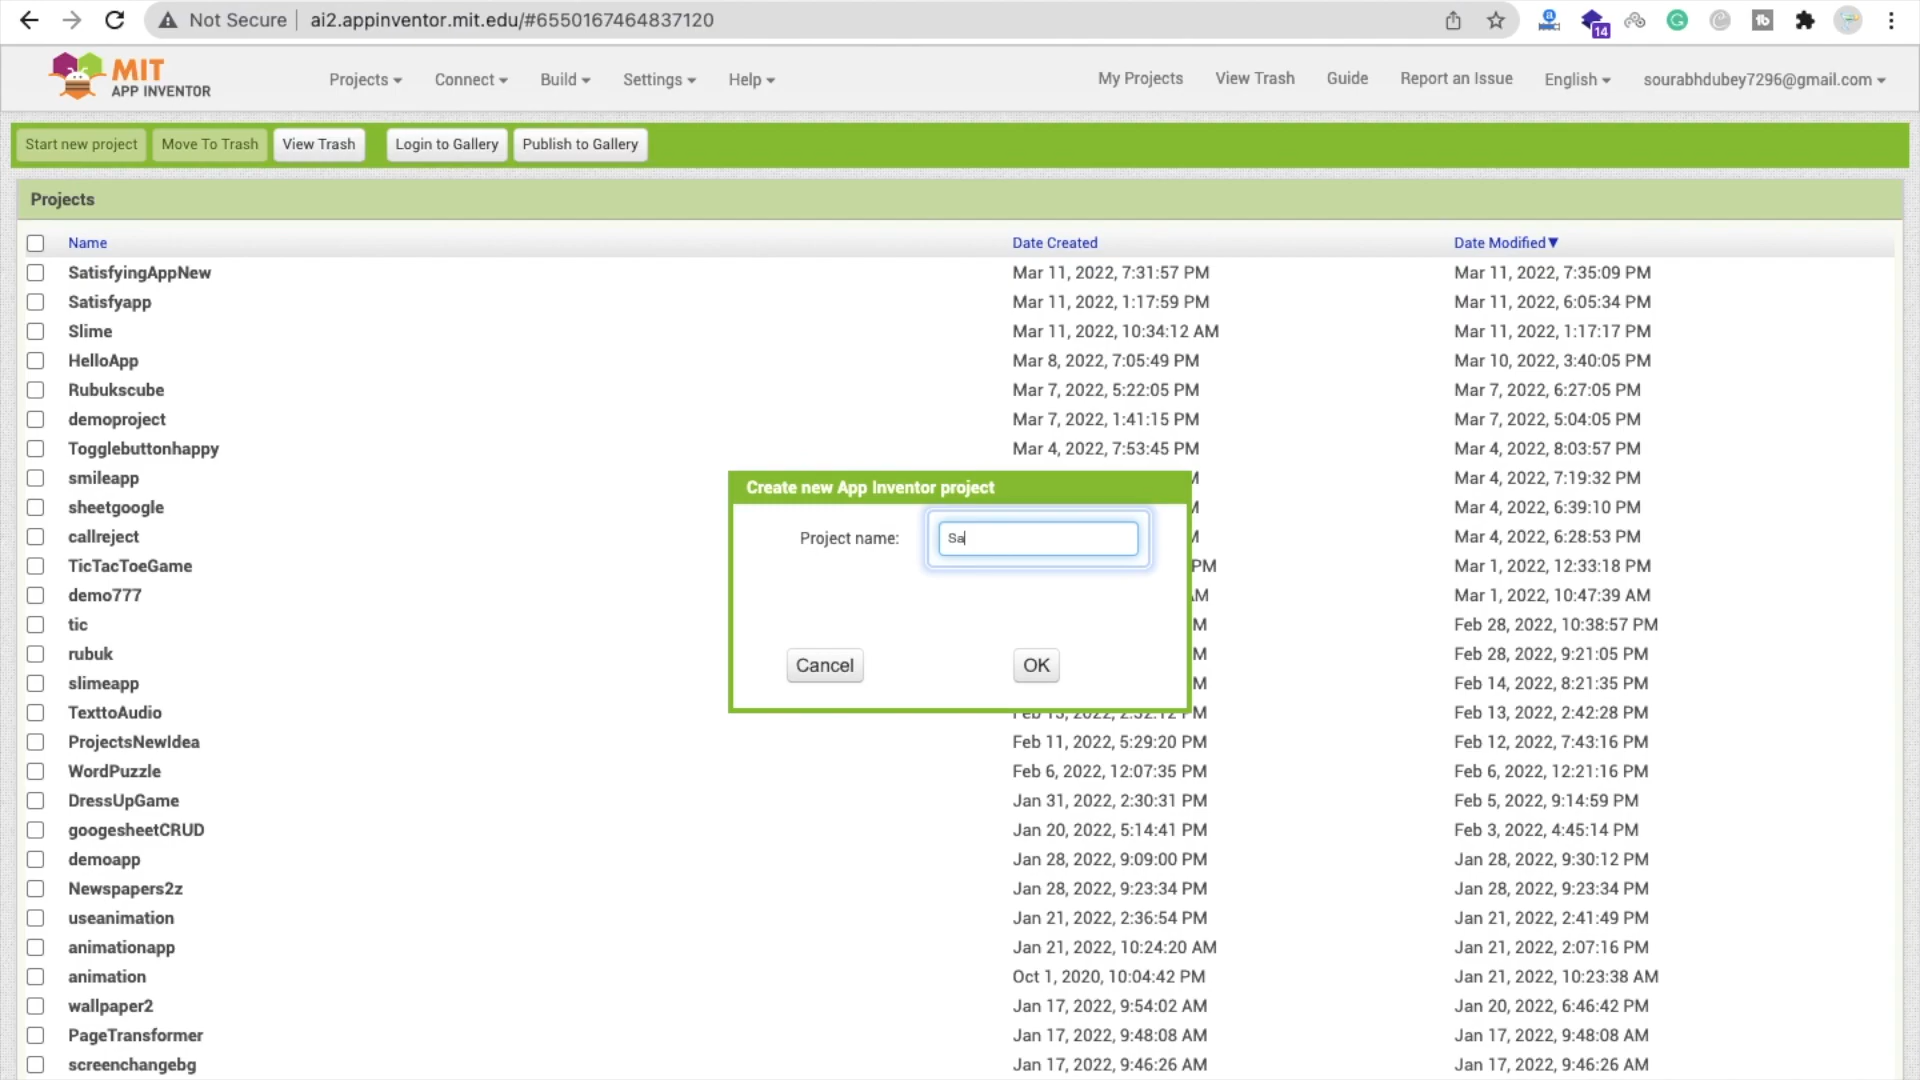 Not Secure ai2.appinventor.mit.edu/#6550167464837120
14
MIT
APP INVENTOR
Projects Connect Build Settings Help My Projects View Trash Guide Report an Issue English sourabhdubey7296@gmail.com
Start new project Move To Trash View Trash Login to Gallery Publish to Gallery
Projects
Name Date Created Date Modified▼
SatisfyingAppNew Mar 11, 2022, 7:31:57 PM Mar 11, 2022, 7:35:09 PM
Satisfyapp Mar 11, 2022, 1:17:59 PM Mar 11, 2022, 6:05:34 PM
Slime Mar 11, 2022, 10:34:12 AM Mar 11, 2022, 1:17:17 PM
HelloApp Mar 8, 2022, 7:05:49 PM Mar 10, 2022, 3:40:05 PM
Rubukscube Mar 7, 2022, 5:22:05 PM Mar 7, 2022, 6:27:05 PM
demoproject Mar 7, 2022, 1:41:15 PM Mar 7, 2022, 5:04:05 PM
Togglebuttonhappy Mar 4, 2022, 7:53:45 PM Mar 4, 2022, 8:03:57 PM
smileapp Mar 4, 2022, 7:19:32 PM
sheetgoogle Mar 4, 2022, 6:39:10 PM
callreject Mar 4, 2022, 6:28:53 PM
TicTacToeGame PM Mar 1, 2022, 12:33:18 PM
demo777 Mar 1, 2022, 10:47:39 AM
tic Feb 28, 2022, 10:38:57 PM
rubuk Feb 28, 2022, 9:21:05 PM
slimeapp Feb 14, 2022, 8:21:35 PM
TexttoAudio Feb 13, 2022, 2:42:28 PM
ProjectsNewIdea Feb 11, 2022, 5:29:20 PM Feb 12, 2022, 7:43:16 PM
WordPuzzle Feb 6, 2022, 12:07:35 PM Feb 6, 2022, 12:21:16 PM
DressUpGame Jan 31, 2022, 2:30:31 PM Feb 5, 2022, 9:14:59 PM
googesheetCRUD Jan 20, 2022, 5:14:41 PM Feb 3, 2022, 4:45:14 PM
demoapp Jan 28, 2022, 9:09:00 PM Jan 28, 2022, 9:30:12 PM
Newspapers2z Jan 28, 2022, 9:23:34 PM Jan 28, 2022, 9:23:34 PM
useanimation Jan 21, 2022, 2:36:54 PM Jan 21, 2022, 2:41:49 PM
animationapp Jan 21, 2022, 10:24:20 AM Jan 21, 2022, 2:07:16 PM
animation Oct 1, 2020, 10:04:42 PM Jan 21, 2022, 10:23:38 AM
wallpaper2 Jan 17, 2022, 9:54:02 AM Jan 20, 2022, 6:46:42 PM
PageTransformer Jan 17, 2022, 9:48:08 AM Jan 17, 2022, 9:48:08 AM
screenchangebg Jan 17, 2022, 9:46:26 AM Jan 17, 2022, 9:46:26 AM
Create new App Inventor project
Project name: Sa
Cancel OK